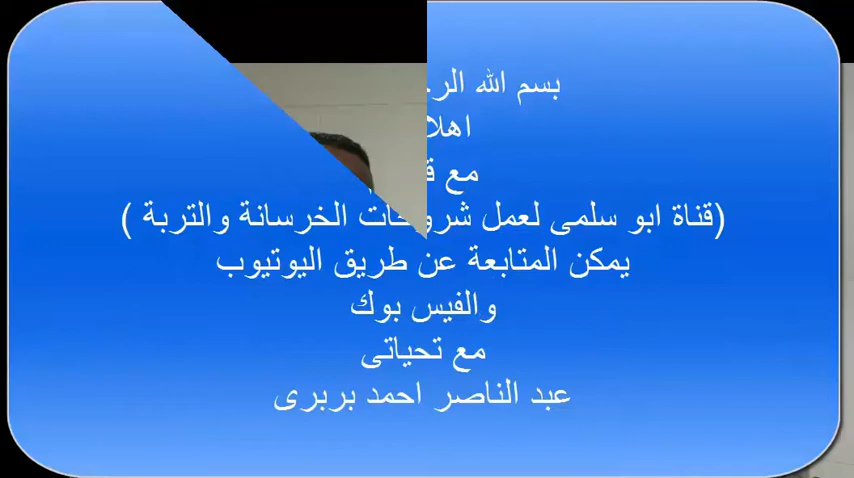 بسم الله
اهلا
مع
(قناة ابو سلمى لعمل شروحات الخرسانة والتربة )
يمكن المتابعة عن طريق اليوتيوب
والفيس بوك
مع تحياتى
عبد الناصر احمد بربرى